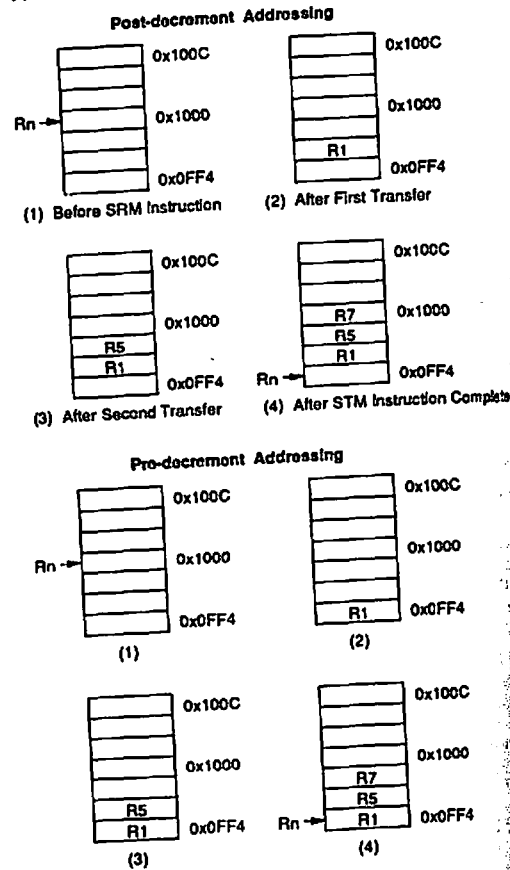 Post-decrement Addressing
0x100C
Rn
0x1000
0x0FF4
(1) Before SRM Instruction
0x100C
0x1000
R1
0x0FF4
(2) After First Transfer
0x100C
0x1000
R5
R1
0x0FF4
(3) After Second Transfer
0x100C
R7
0x1000
R5
R1
Rn
0x0FF4
(4) After STM Instruction Complete
Pre-decrement Addressing
0x100C
Rn
0x1000
0x0FF4
(1)
0x100C
0x1000
R1
0x0FF4
(2)
0x100C
0x1000
R5
R1
0x0FF4
(3)
0x100C
0x1000
R7
R5
Rn
R1
0x0FF4
(4)